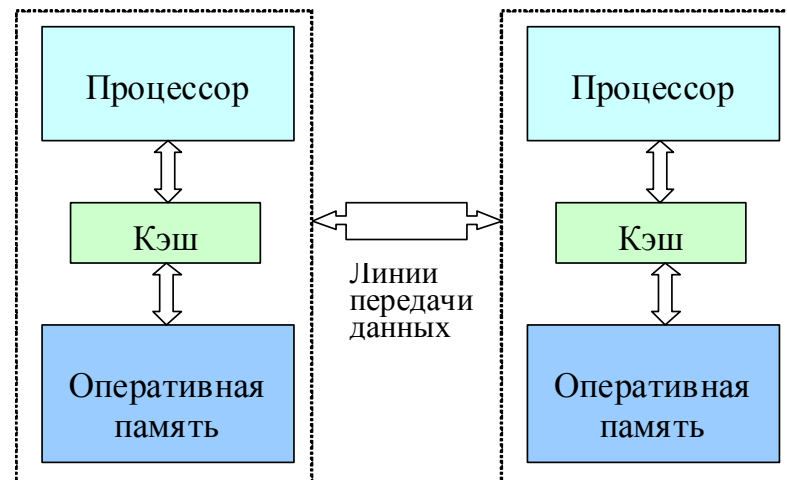 Процессор
Кэш
Оперативная
память
Линии
передачи
данных
Процессор
Кэш
Оперативная
память